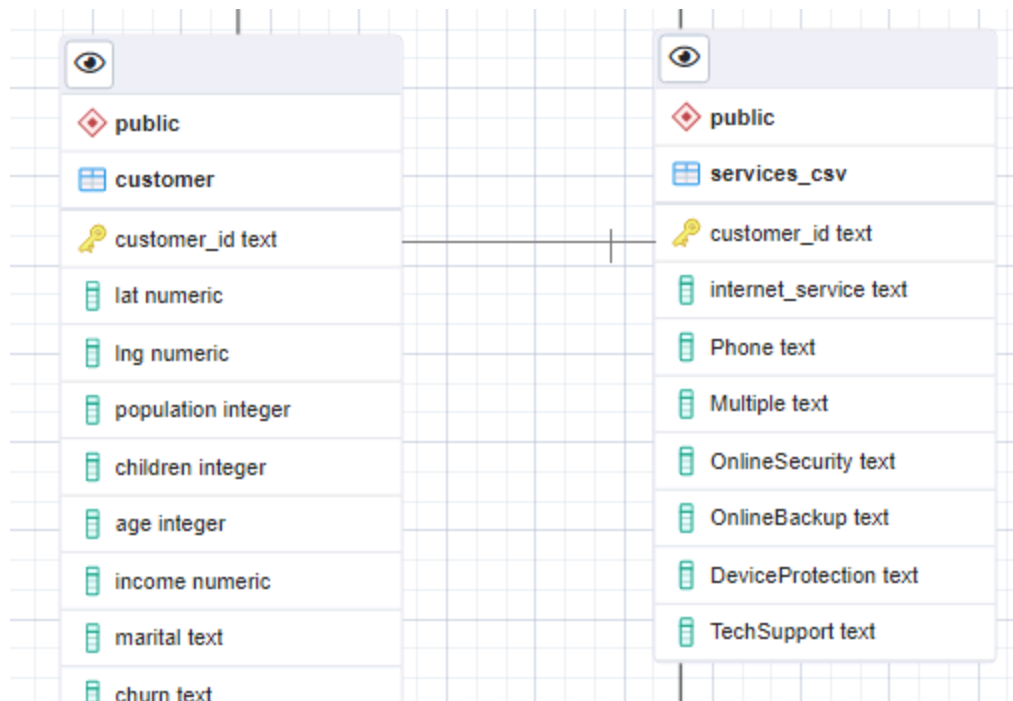 public
customer
customer_id text
lat numeric
lng numeric
population integer
children integer
age integer
income numeric
marital text
churn text
public
services_csv
customer_id text
internet_service text
Phone text
Multiple text
OnlineSecurity text
OnlineBackup text
DeviceProtection text
TechSupport text